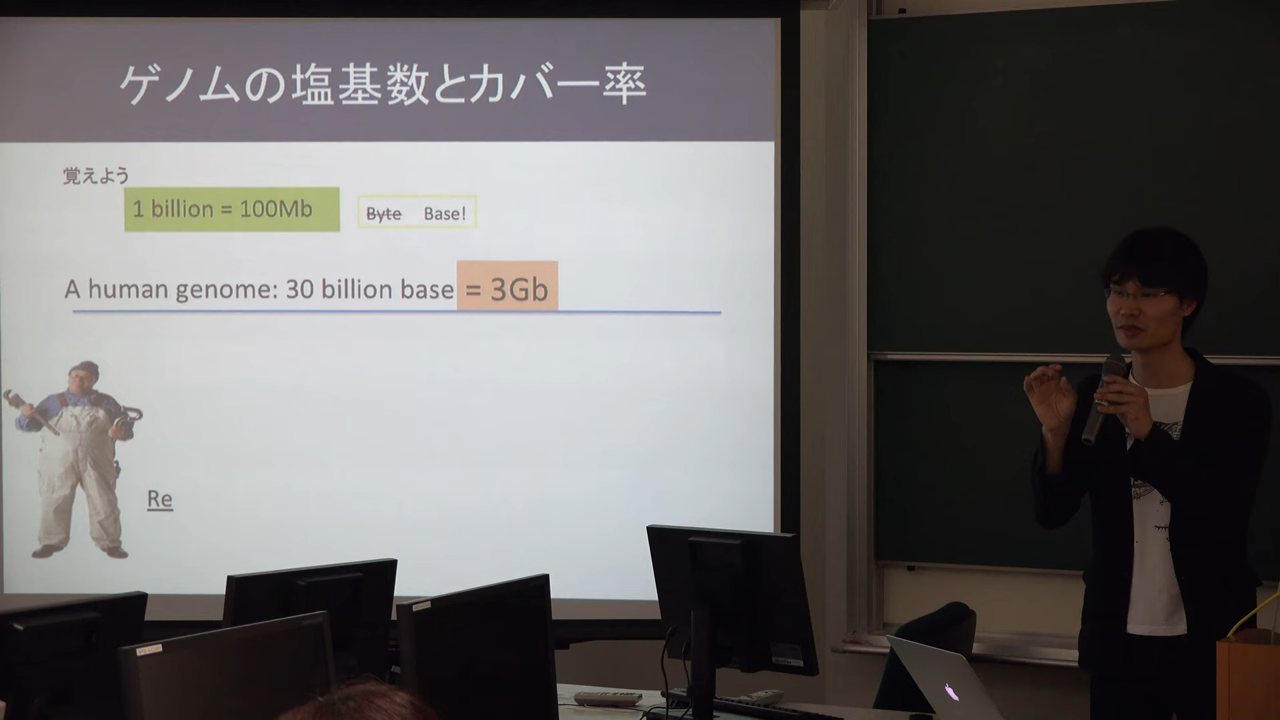 ゲノムの塩基数とカバー率
覚えよう
1 billion = 100Mb
Byte Base!
A human genome: 30 billion base = 3Gb
Re